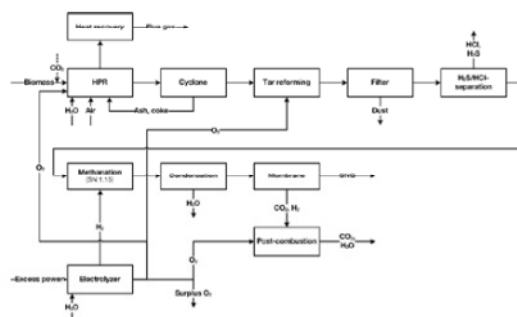 Heat recovery
Flue gas
CO₂
HCl,
H₂S
Biomass
HPR
Cyclone
Tar reforming
Filter
H₂S/HCl-
separation
H₂O
Air
Ash, coke
Dust
O₂
O₂
Methanation
[SN 1.15]
Condensation
Membrane
SNG
H₂O
CO₂, H₂
H₂
Post-combustion
CO₂,
H₂O
O₂
Excess power
Electrolyzer
Surplus O₂
H₂O